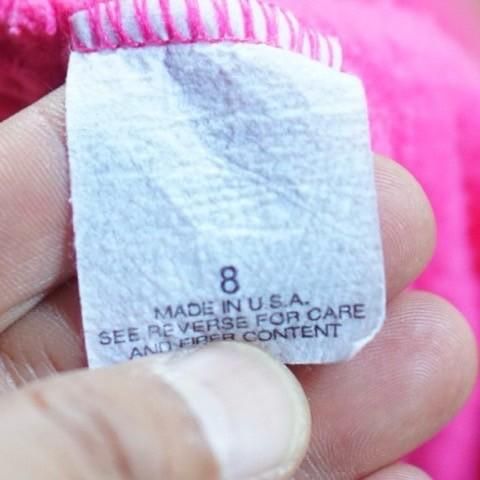 8
MADE IN U.S.A.
SEE REVERSE FOR CARE
AND FIBER CONTENT